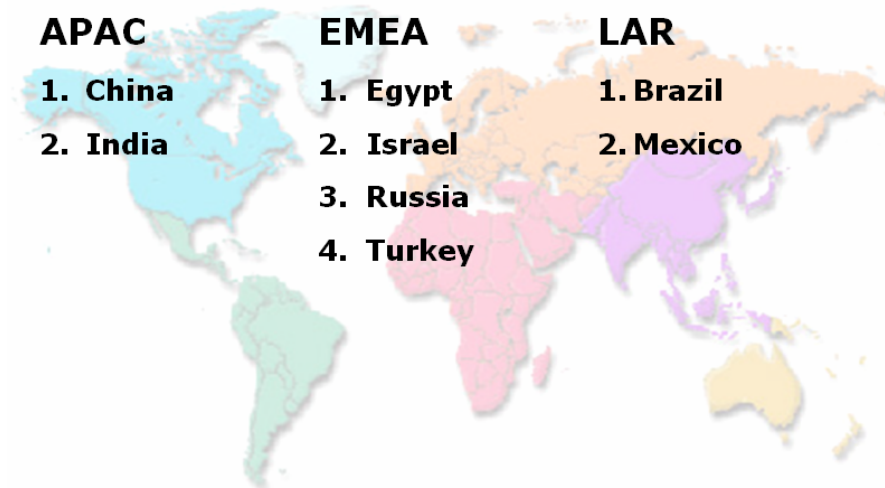 APAC
1. China
2. India
EMEA
1. Egypt
2. Israel
3. Russia
4. Turkey
LAR
1. Brazil
2. Mexico